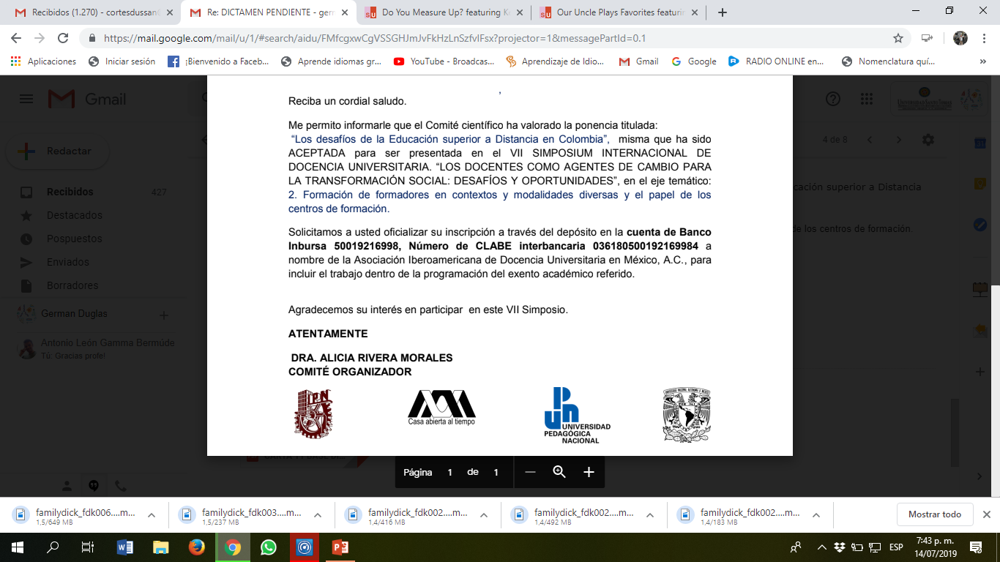 Recibidos (1.270) - cortesdussan
Re: DICTAMEN PENDIENTE - ger
Do You Measure Up? featuring K
Our Uncle Plays Favorites featuri
https://mail.google.com/mail/u/1/#search/aidu/FMfcgxwCgVSSGHJmJvFkHzLnSzfvlFsx?projector=1&messagePartId=0.1
Aplicaciones
Iniciar sesión
¡Bienvenido a Faceb...
Aprende idiomas gr...
YouTube - Broadcas...
Aprendizaje de Idio...
Gmail
Google
RADIO ONLINE en...
Nomenclatura quí...
»
Gmail
Redactar
4 de 8
Recibidos 427
Destacados
Pospuestos
Enviados
Borradores
German Duglas
Antonio León Gamma Bermúde
Tú: Gracias profe!
cación superior a Distancia
de los centros de formación.
,
Reciba un cordial saludo.
Me permito informarle que el Comité científico ha valorado la ponencia titulada:
“Los desafíos de la Educación superior a Distancia en Colombia”, misma que ha sido
ACEPTADA para ser presentada en el VII SIMPOSIUM INTERNACIONAL DE
DOCENCIA UNIVERSITARIA. “LOS DOCENTES COMO AGENTES DE CAMBIO PARA
LA TRANSFORMACIÓN SOCIAL: DESAFÍOS Y OPORTUNIDADES”, en el eje temático:
2. Formación de formadores en contextos y modalidades diversas y el papel de los
centros de formación.
Solicitamos a usted oficializar su inscripción a través del depósito en la cuenta de Banco
Inbursa 50019216998, Número de CLABE interbancaria 036180500192169984 a
nombre de la Asociación Iberoamericana de Docencia Universitaria en México, A.C., para
incluir el trabajo dentro de la programación del exento académico referido.
Agradecemos su interés en participar en este VII Simposio.
ATENTAMENTE
DRA. ALICIA RIVERA MORALES
COMITÉ ORGANIZADOR
Casa abierta al tiempo
UNIVERSIDAD
PEDAGÓGICA
NACIONAL
Página 1 de 1
familydick_fdk006....m...
1,5/649 MB
familydick_fdk003....m...
1,5/237 MB
familydick_fdk002....m...
1,4/416 MB
familydick_fdk002....m...
1,4/492 MB
familydick_fdk002....m...
1,4/183 MB
Mostrar todo
ESP
7:43 p. m.
14/07/2019